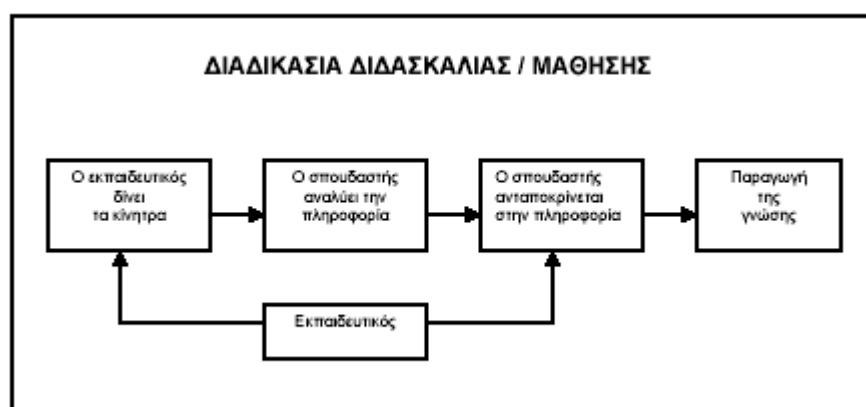 ΔΙΑΔΙΚΑΣΙΑ ΔΙΔΑΣΚΑΛΙΑΣ / ΜΑΘΗΣΗΣ
Ο εκπαιδευτικός
δίνει
τα κίνητρα
Ο σπουδαστής
αναλύει την
πληροφορία
Ο σπουδαστής
ανταποκρίνεται
στην πληροφορία
Παραγωγή
της
γνώσης
Εκπαιδευτικός